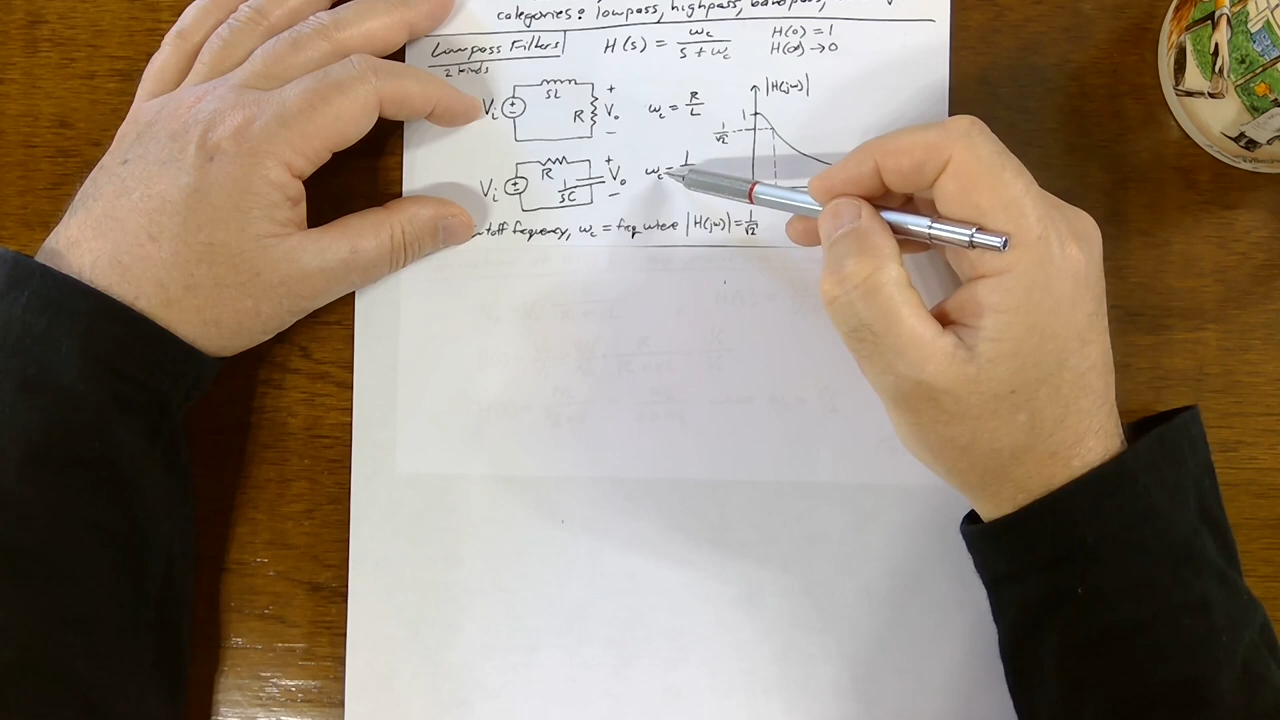 categories: lowpass, highpass, bandpass,
Lowpass Filters H(s) = ωc / (s + ωc) H(0) = 1
2 kinds H(∞) → 0
Vi + sL R + Vo − ωc = R/L |H(jω)| 1 1/√2
Vi + R 1/sC + Vo − ωc = 1
cutoff frequency, ωc = freq where |H(jω)| = 1/√2